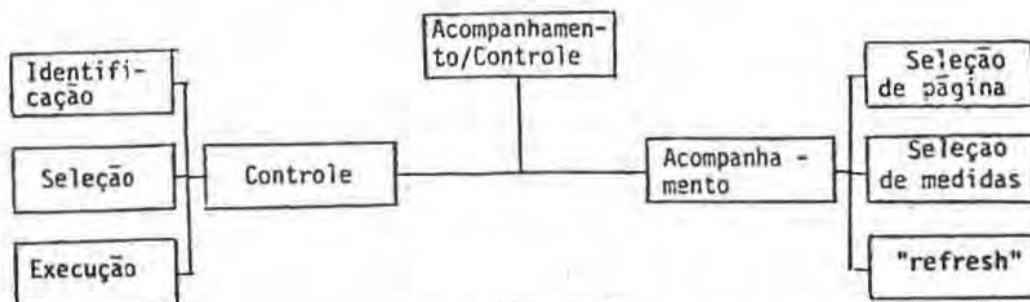 Acompanhamen-
to/Controle
Identifi-
cação
Seleção
Execução
Controle
Acompanha -
mento
Seleção
de página
Seleção
de medidas
"refresh"